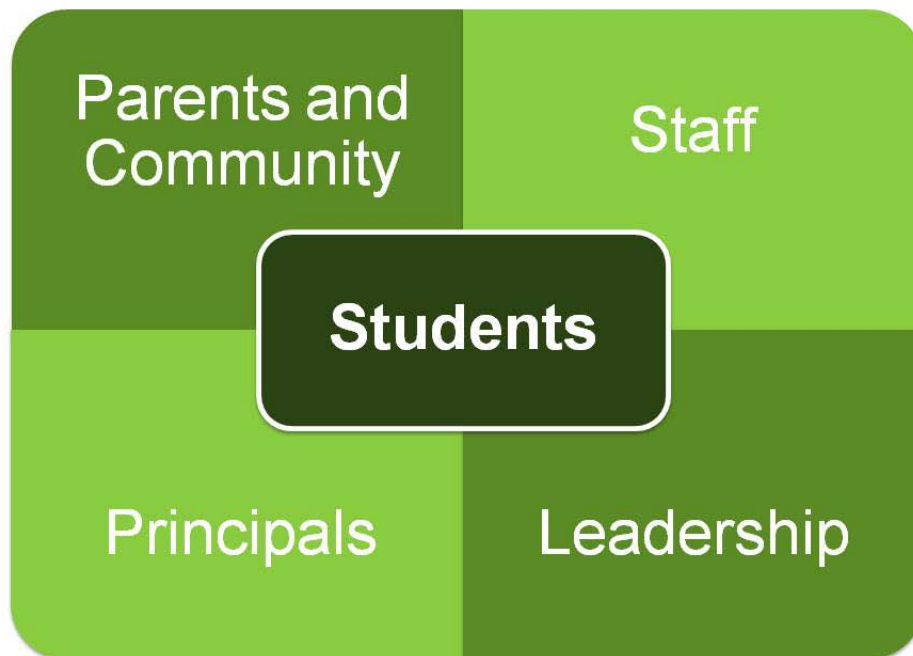 Parents and
Community
Staff
Students
Principals
Leadership